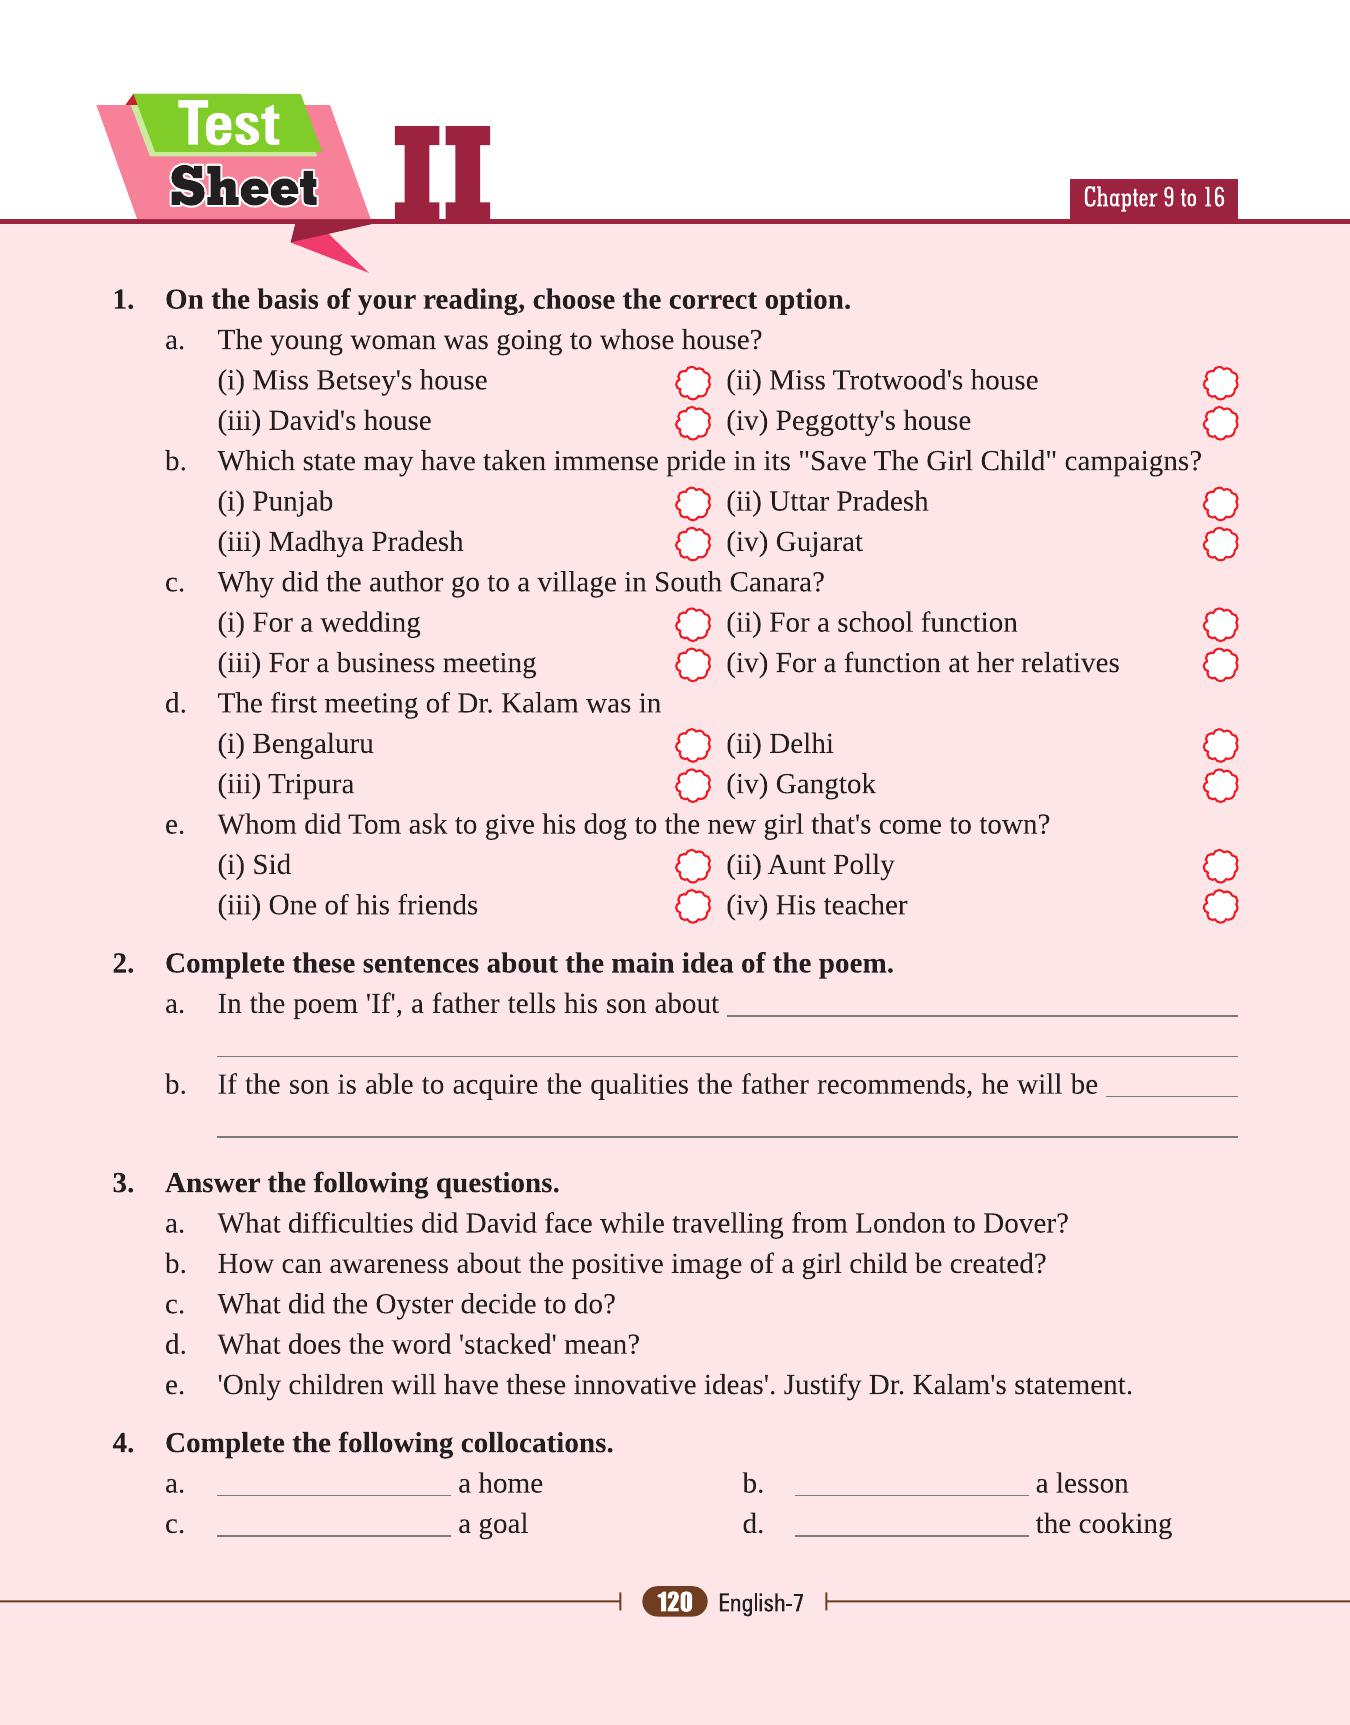 Test
Sheet
II
Chapter 9 to 16
1. On the basis of your reading, choose the correct option.
a. The young woman was going to whose house?
(i) Miss Betsey's house (ii) Miss Trotwood's house
(iii) David's house (iv) Peggotty's house
b. Which state may have taken immense pride in its "Save The Girl Child" campaigns?
(i) Punjab (ii) Uttar Pradesh
(iii) Madhya Pradesh (iv) Gujarat
c. Why did the author go to a village in South Canara?
(i) For a wedding (ii) For a school function
(iii) For a business meeting (iv) For a function at her relatives
d. The first meeting of Dr. Kalam was in
(i) Bengaluru (ii) Delhi
(iii) Tripura (iv) Gangtok
e. Whom did Tom ask to give his dog to the new girl that's come to town?
(i) Sid (ii) Aunt Polly
(iii) One of his friends (iv) His teacher
2. Complete these sentences about the main idea of the poem.
a. In the poem 'If', a father tells his son about
b. If the son is able to acquire the qualities the father recommends, he will be
3. Answer the following questions.
a. What difficulties did David face while travelling from London to Dover?
b. How can awareness about the positive image of a girl child be created?
c. What did the Oyster decide to do?
d. What does the word 'stacked' mean?
e. 'Only children will have these innovative ideas'. Justify Dr. Kalam's statement.
4. Complete the following collocations.
a. a home b. a lesson
c. a goal d. the cooking
120 English-7